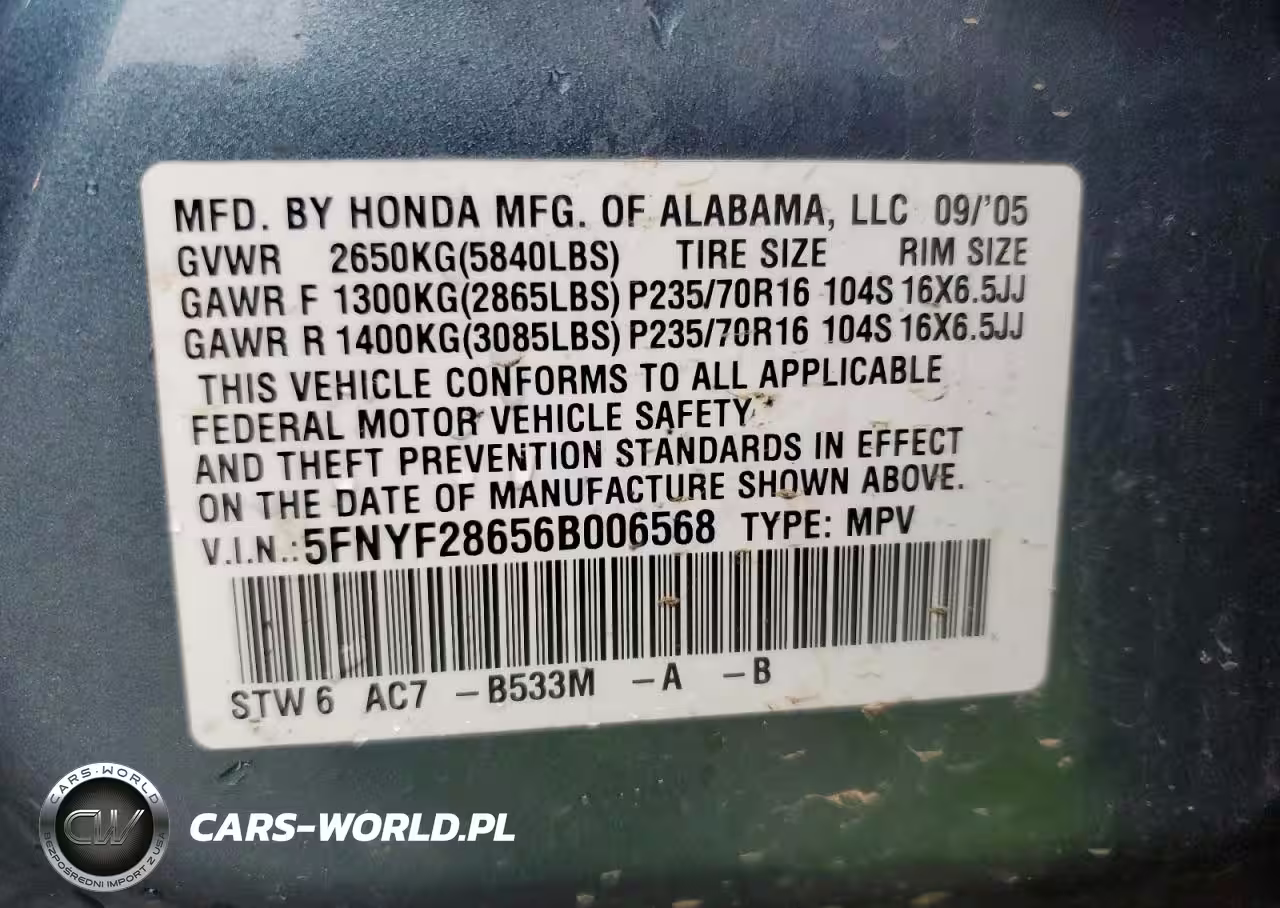 MFD. BY HONDA MFG. OF ALABAMA, LLC 09/'05
GVWR 2650KG(5840LBS) TIRE SIZE RIM SIZE
GAWR F 1300KG(2865LBS) P235/70R16 104S 16X6.5JJ
GAWR R 1400KG(3085LBS) P235/70R16 104S 16X6.5JJ
THIS VEHICLE CONFORMS TO ALL APPLICABLE
FEDERAL MOTOR VEHICLE SAFETY
AND THEFT PREVENTION STANDARDS IN EFFECT
ON THE DATE OF MANUFACTURE SHOWN ABOVE.
V.I.N.:5FNYF28656B006568 TYPE: MPV
STW 6 AC7 -B533M -A -B
CARS-WORLD
CW
BEZPOŚREDNI IMPORT Z USA
CARS-WORLD.PL